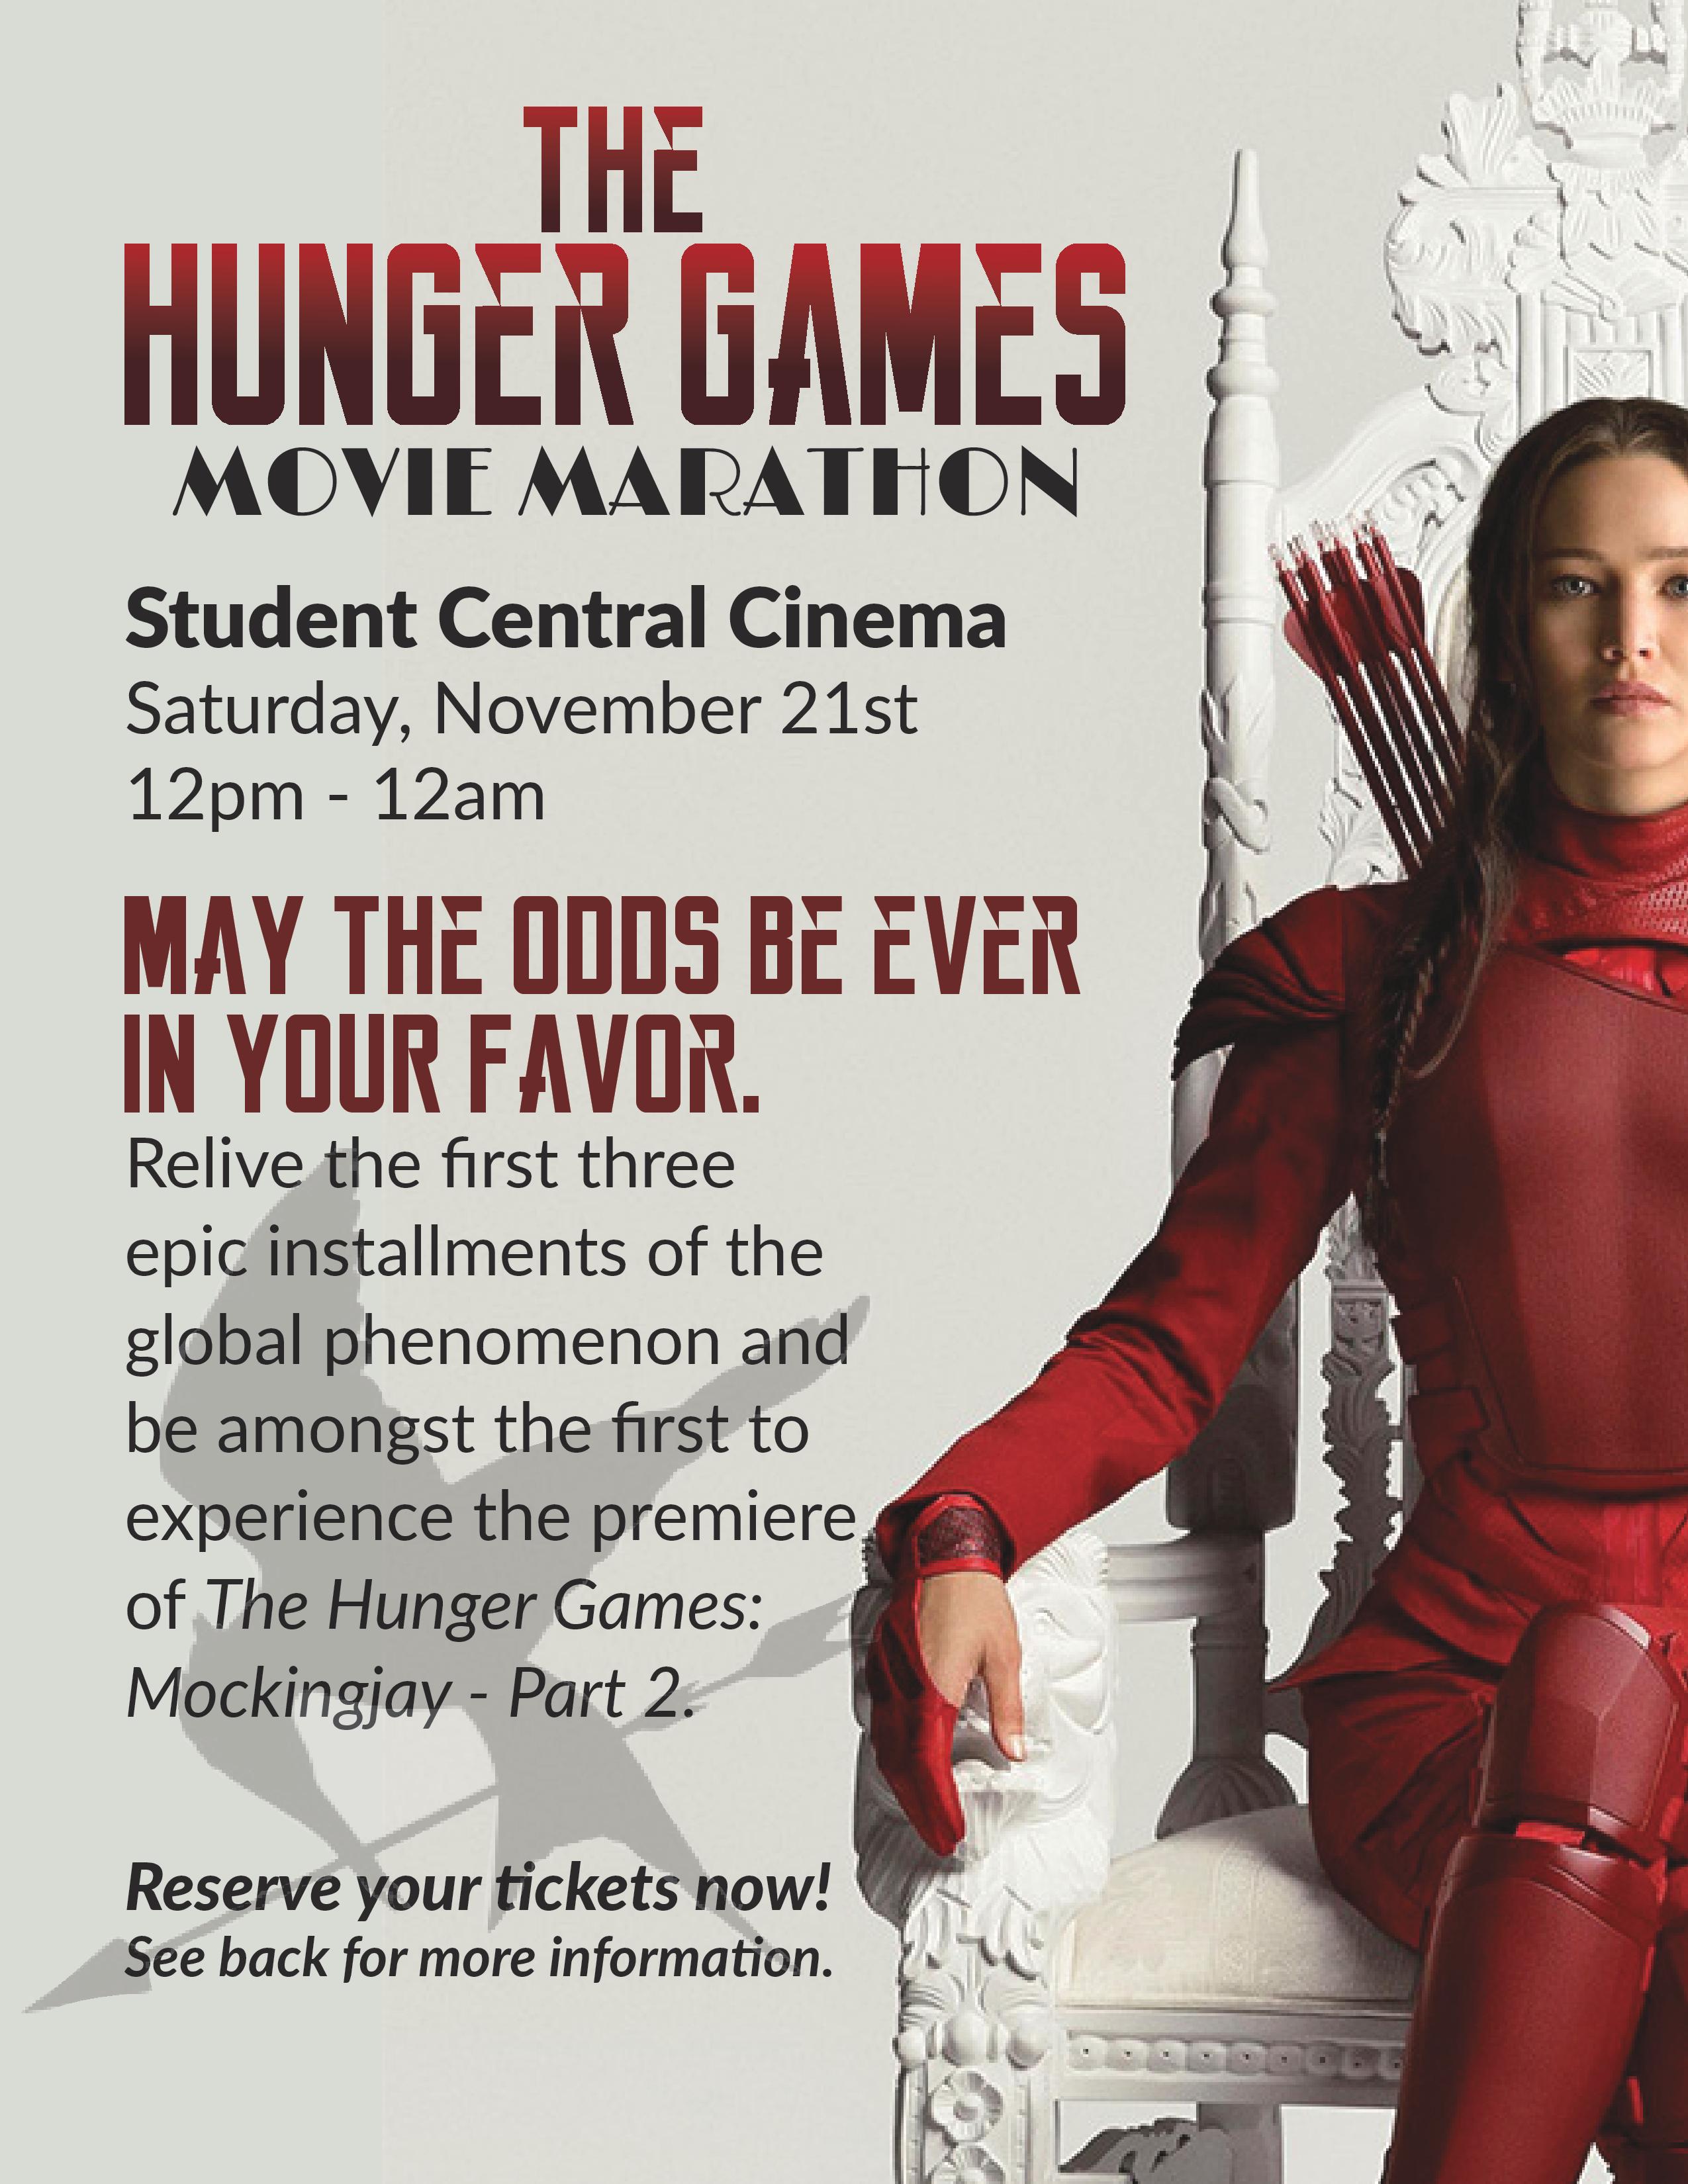 THE
HUNGER GAMES
MOVIE MARATHON
Student Central Cinema
Saturday, November 21st
12pm - 12am
MAY THE ODDS BE EVER
IN YOUR FAVOR.
Relive the first three
epic installments of the
global phenomenon and
be amongst the first to
experience the premiere
of The Hunger Games:
Mockingjay - Part 2.
Reserve your tickets now!
See back for more information.